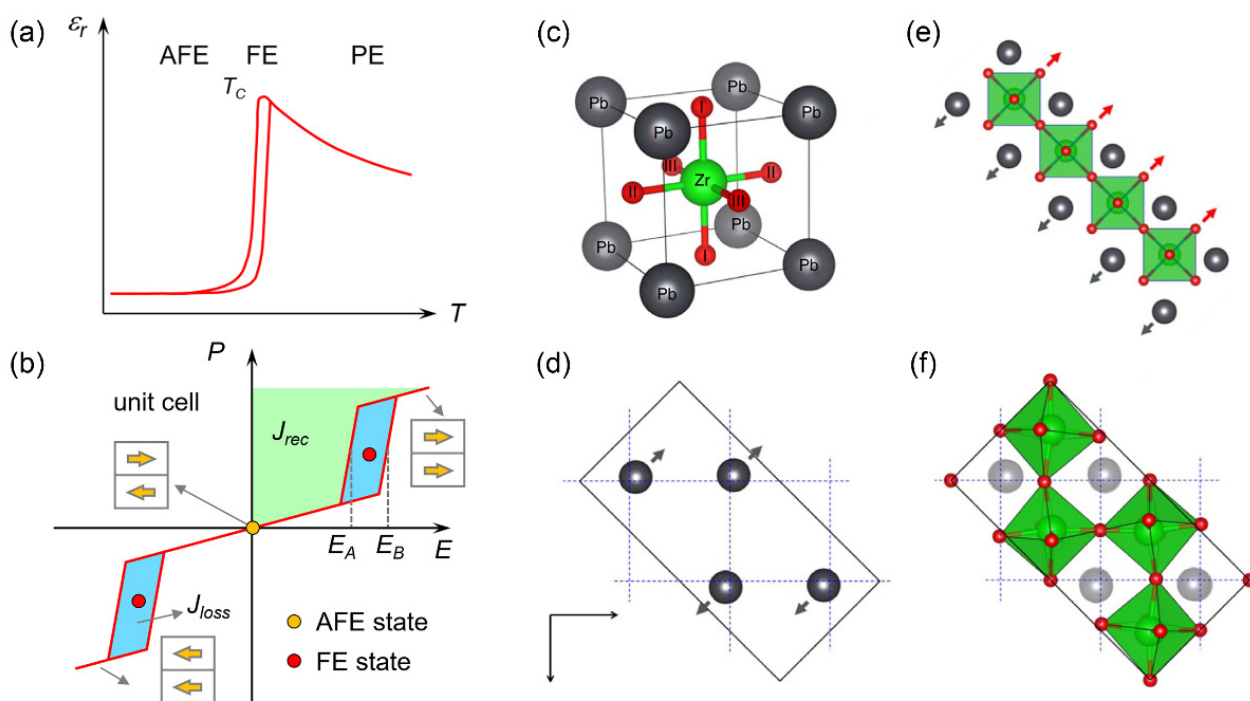 (a)
εr
AFE FE PE
TC
T
(b)
P
unit cell
Jrec
EA EB E
Jloss
AFE state
FE state
(c)
Pb Pb
Pb Pb
I
III
Zr II
II III
I
Pb Pb
Pb Pb
(d)
(e)
(f)